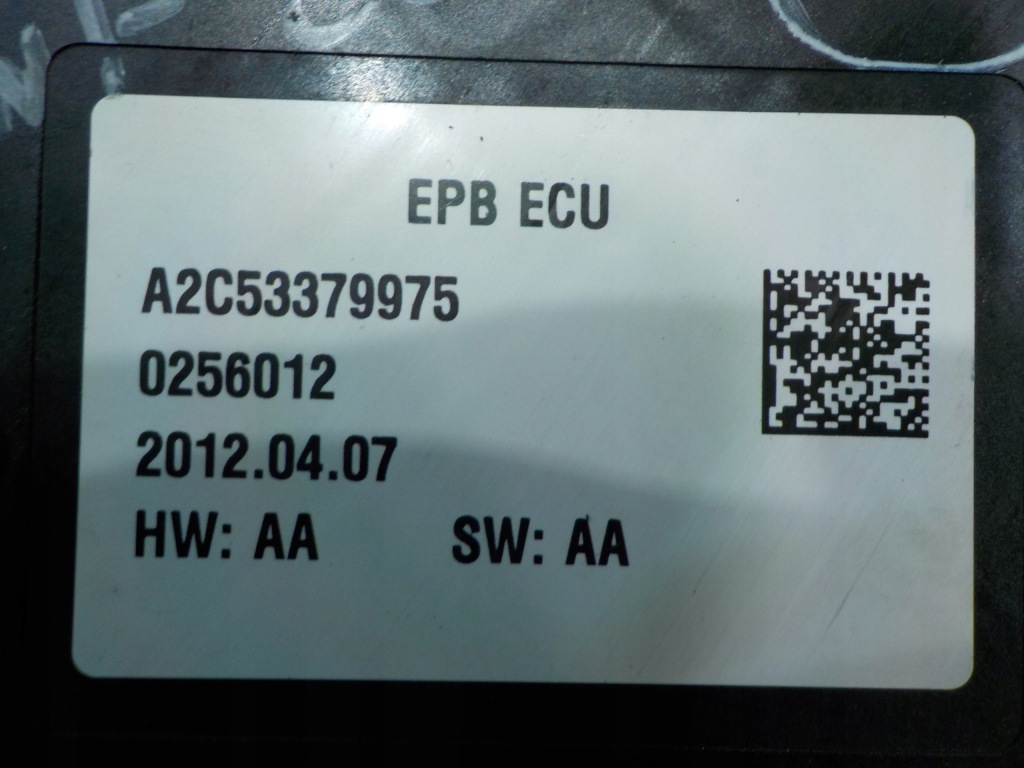 EPB ECU
A2C53379975
0256012
2012.04.07
HW: AA SW: AA